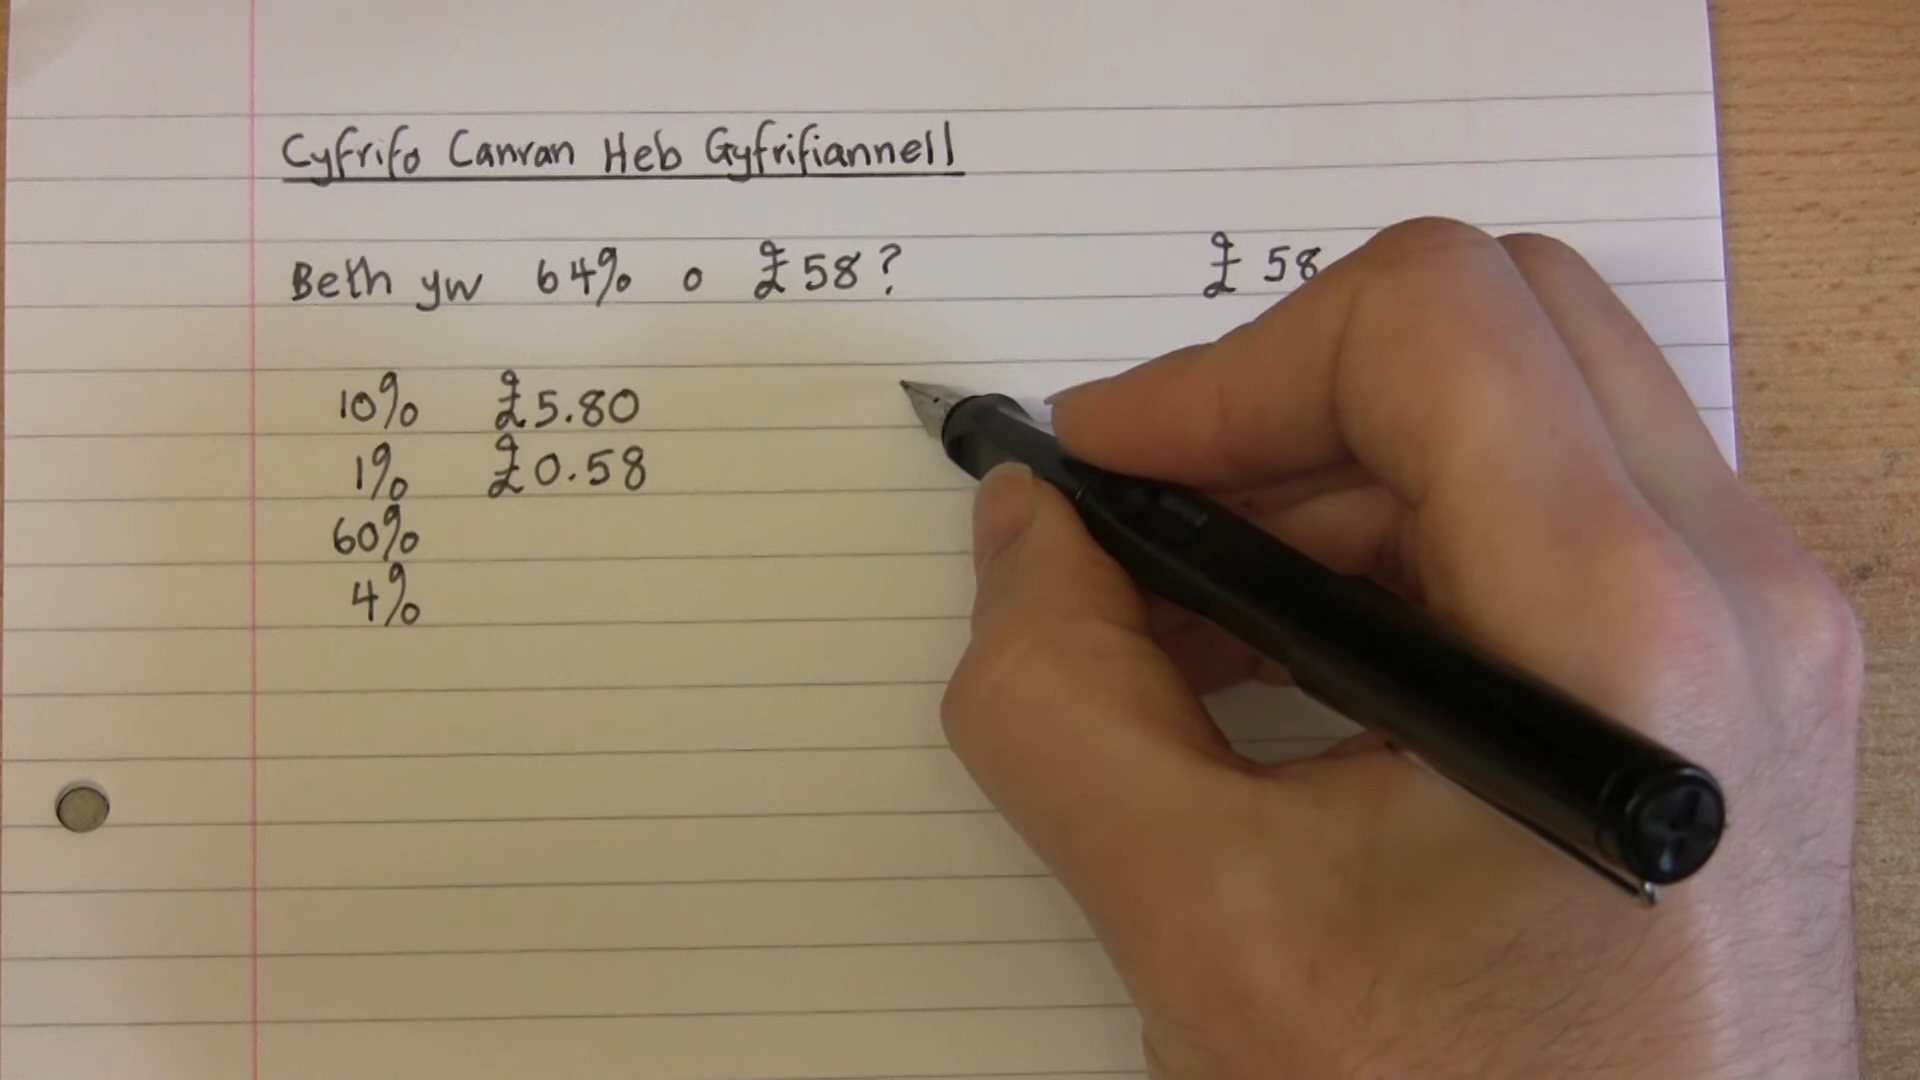 Cyfrifo Canran Heb Gyfrifiannell
Beth yw 64% o £58? £58
10% £5.80
1% £0.58
60%
4%